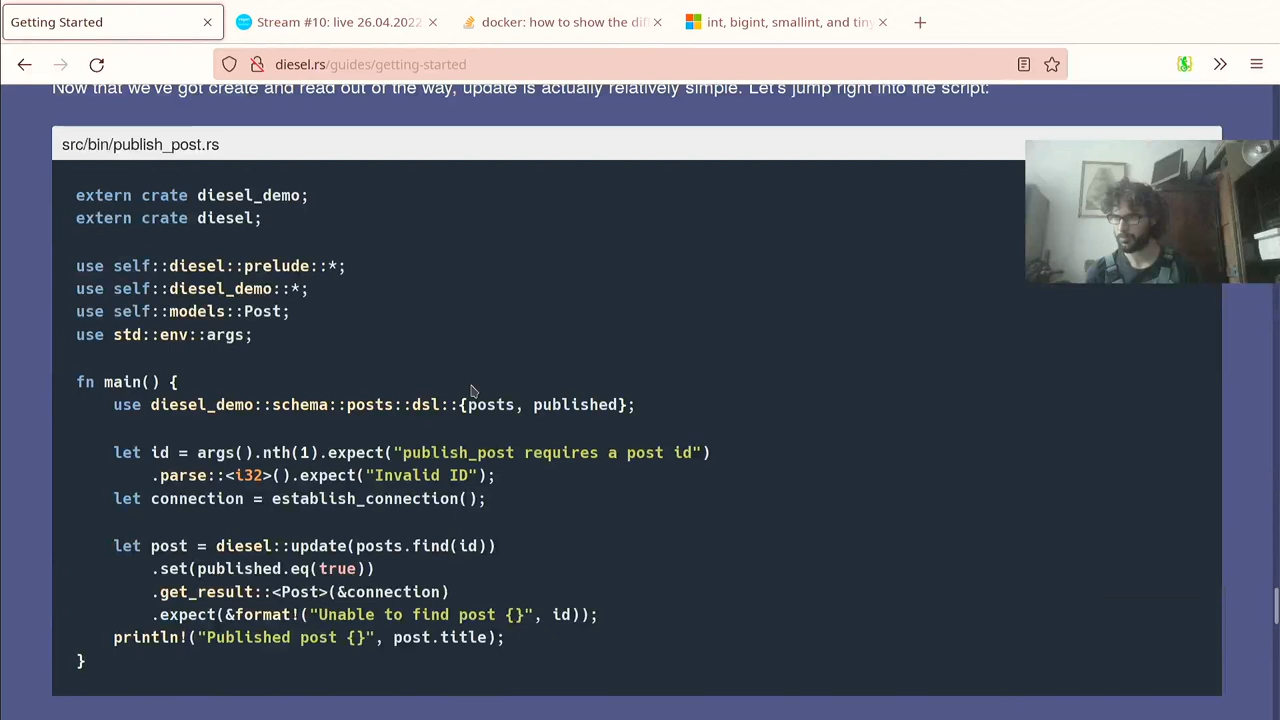 Getting Started
Stream #10: live 26.04.2022
docker: how to show the dif
int, bigint, smallint, and tiny
diesel.rs/guides/getting-started
Now that we've got create and read out of the way, update is actually relatively simple. Let's jump right into the script:
src/bin/publish_post.rs
extern crate diesel_demo;
extern crate diesel;
use self::diesel::prelude::*;
use self::diesel_demo::*;
use self::models::Post;
use std::env::args;
fn main() {
use diesel_demo::schema::posts::dsl::{posts, published};
let id = args().nth(1).expect("publish_post requires a post id")
.parse::<i32>().expect("Invalid ID");
let connection = establish_connection();
let post = diesel::update(posts.find(id))
.set(published.eq(true))
.get_result::<Post>(&connection)
.expect(&format!("Unable to find post {}", id));
println!("Published post {}", post.title);
}